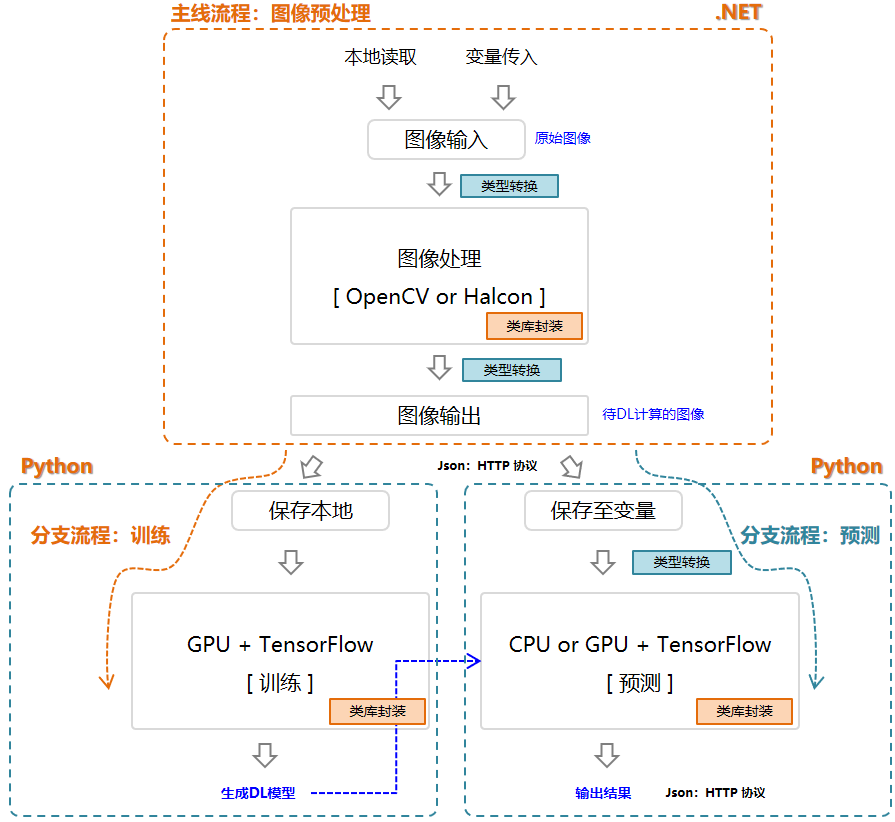 主线流程：图像预处理
.NET
本地读取
变量传入
图像输入
原始图像
类型转换
图像处理
[ OpenCV or Halcon ]
类库封装
类型转换
图像输出
待DL计算的图像
Python
Json：HTTP 协议
Python
保存本地
保存至变量
分支流程：训练
分支流程：预测
类型转换
GPU + TensorFlow
[ 训练 ]
类库封装
CPU or GPU + TensorFlow
[ 预测 ]
类库封装
生成DL模型
输出结果
Json：HTTP 协议